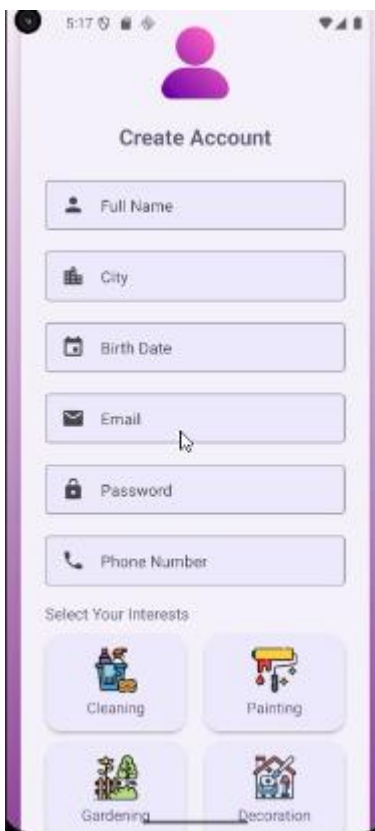 5:17
Create Account
Full Name
City
Birth Date
Email
Password
Phone Number
Select Your Interests
Cleaning
Painting
Gardening
Decoration